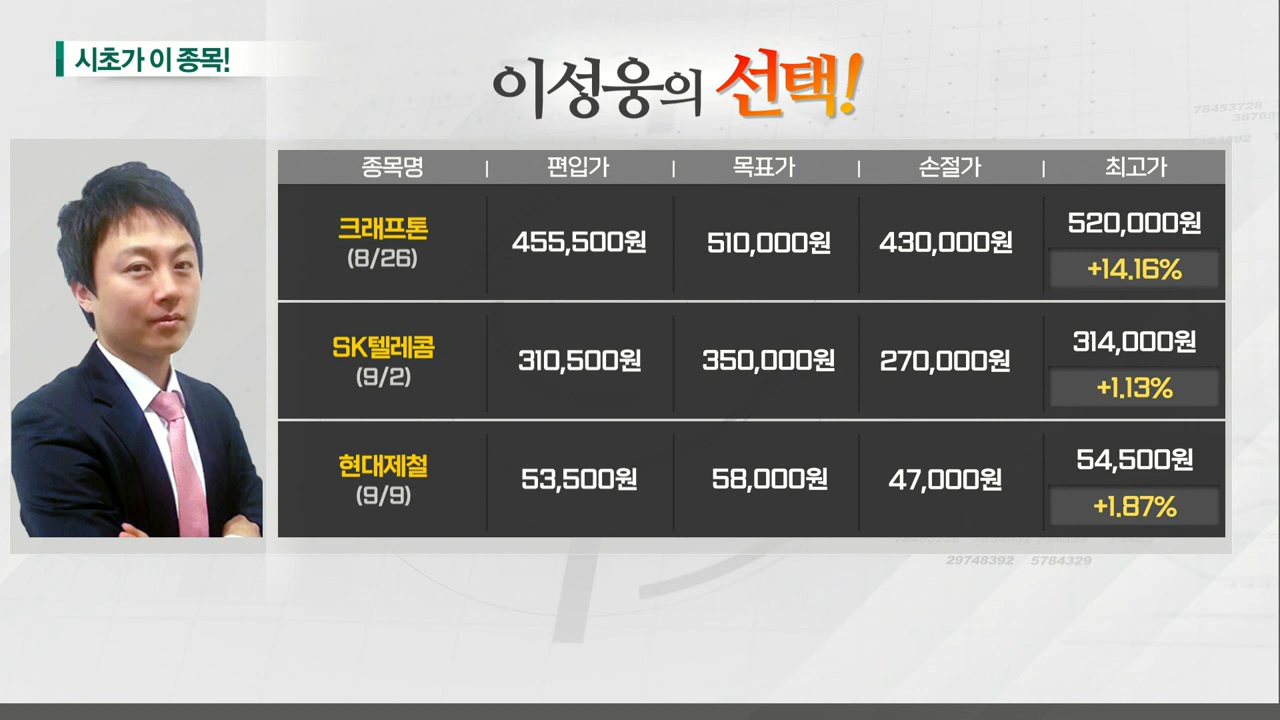 시초가 이 종목!
이성웅의 선택!
종목명 | 편입가 | 목표가 | 손절가 | 최고가
크래프톤
(8/26)
455,500원
510,000원
430,000원
520,000원
+14.16%
SK텔레콤
(9/2)
310,500원
350,000원
270,000원
314,000원
+1.13%
현대제철
(9/9)
53,500원
58,000원
47,000원
54,500원
+1.87%
78453728
29748392 5784329